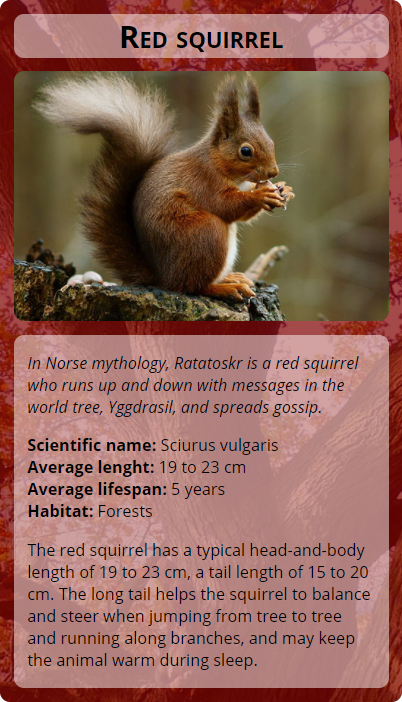 Red squirrel
In Norse mythology, Ratatoskr is a red squirrel
who runs up and down with messages in the
world tree, Yggdrasil, and spreads gossip.
Scientific name: Sciurus vulgaris
Average lenght: 19 to 23 cm
Average lifespan: 5 years
Habitat: Forests
The red squirrel has a typical head-and-body
length of 19 to 23 cm, a tail length of 15 to 20
cm. The long tail helps the squirrel to balance
and steer when jumping from tree to tree
and running along branches, and may keep
the animal warm during sleep.